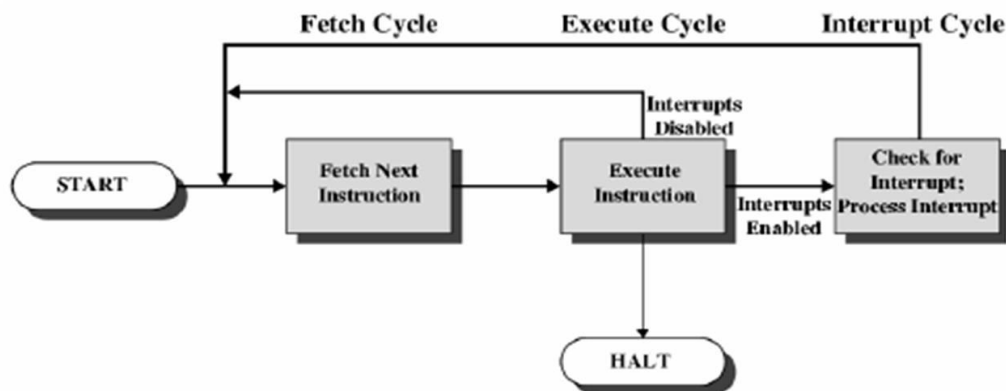 Fetch Cycle
Execute Cycle
Interrupt Cycle
START
Fetch Next
Instruction
Interrupts
Disabled
Execute
Instruction
Interrupts
Enabled
Check for
Interrupt;
Process Interrupt
HALT